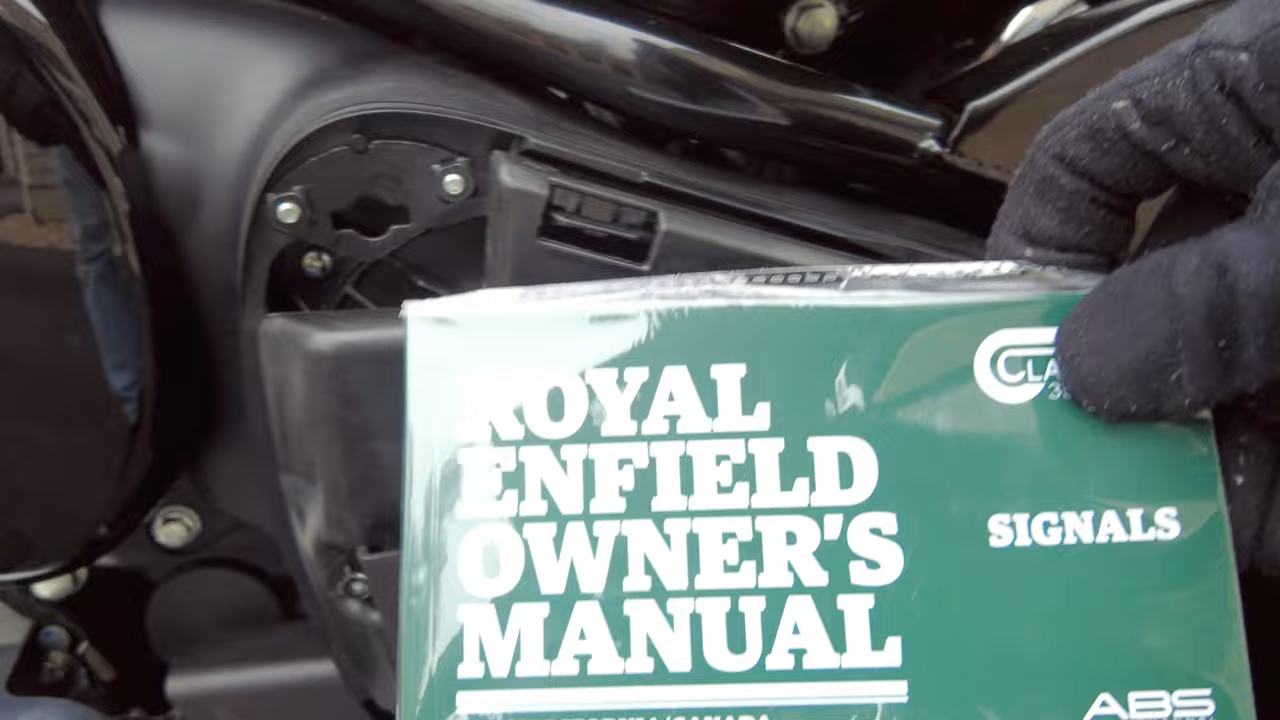 ROYAL
ENFIELD
OWNER'S
MANUAL
SIGNALS
ABS